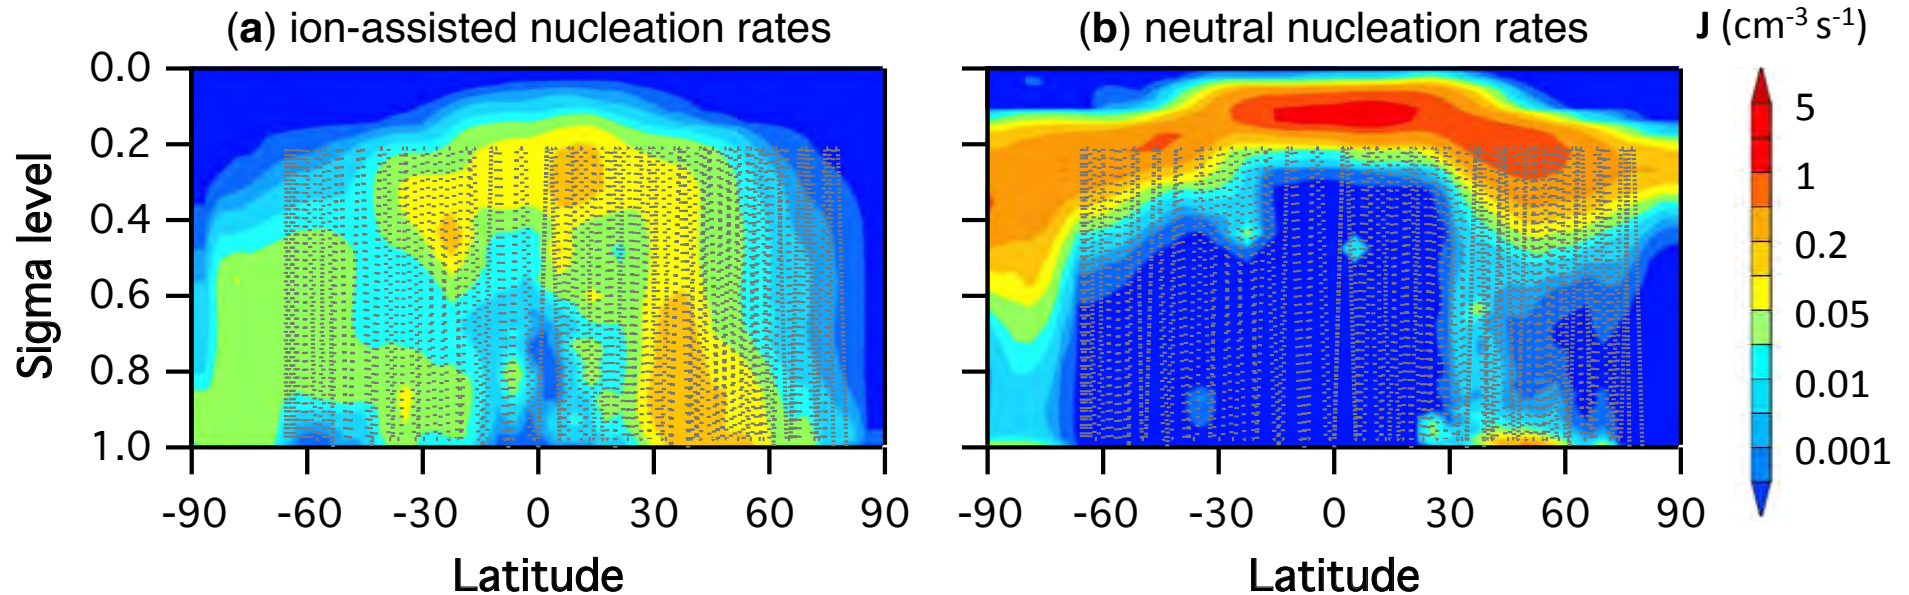 (a) ion-assisted nucleation rates
(b) neutral nucleation rates
J (cm-3 s-1)
Sigma level
0.0
0.2
0.4
0.6
0.8
1.0
-90 -60 -30 0 30 60 90
Latitude
-90 -60 -30 0 30 60 90
Latitude
5
1
0.2
0.05
0.01
0.001